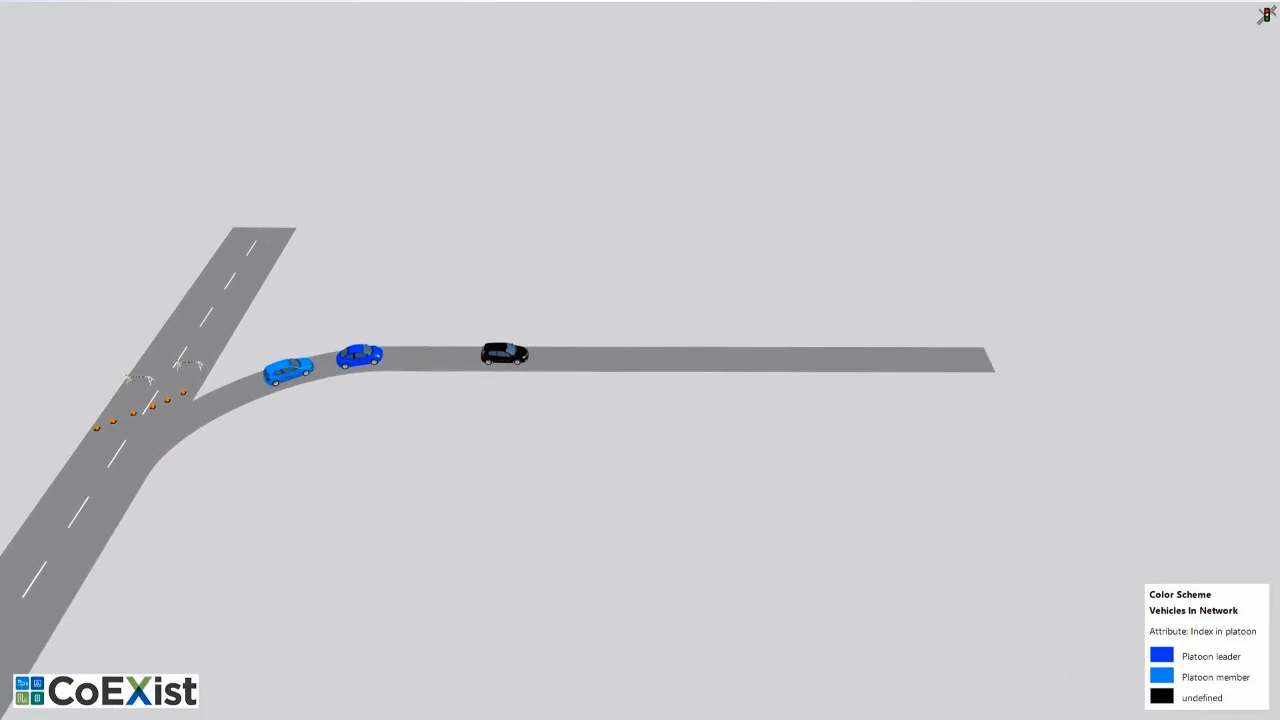 Color Scheme
Vehicles In Network
Attribute: Index in platoon
Platoon leader
Platoon member
undefined
CoEXist